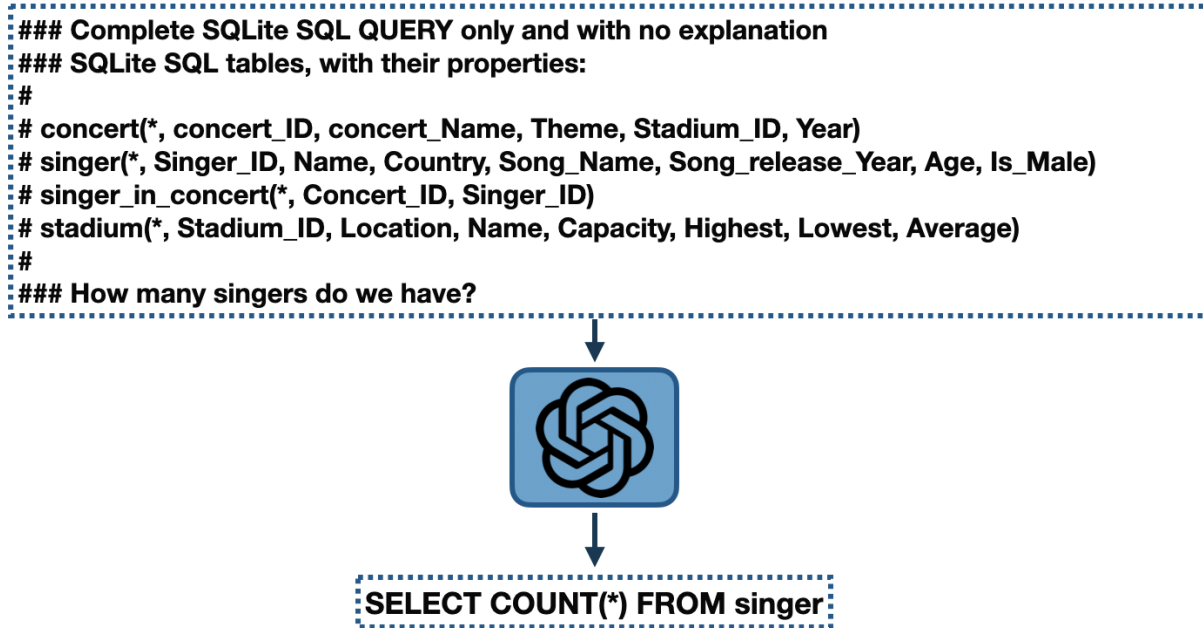 ### Complete SQLite SQL QUERY only and with no explanation
### SQLite SQL tables, with their properties:
#
# concert(*, concert_ID, concert_Name, Theme, Stadium_ID, Year)
# singer(*, Singer_ID, Name, Country, Song_Name, Song_release_Year, Age, Is_Male)
# singer_in_concert(*, Concert_ID, Singer_ID)
# stadium(*, Stadium_ID, Location, Name, Capacity, Highest, Lowest, Average)
#
### How many singers do we have?
SELECT COUNT(*) FROM singer